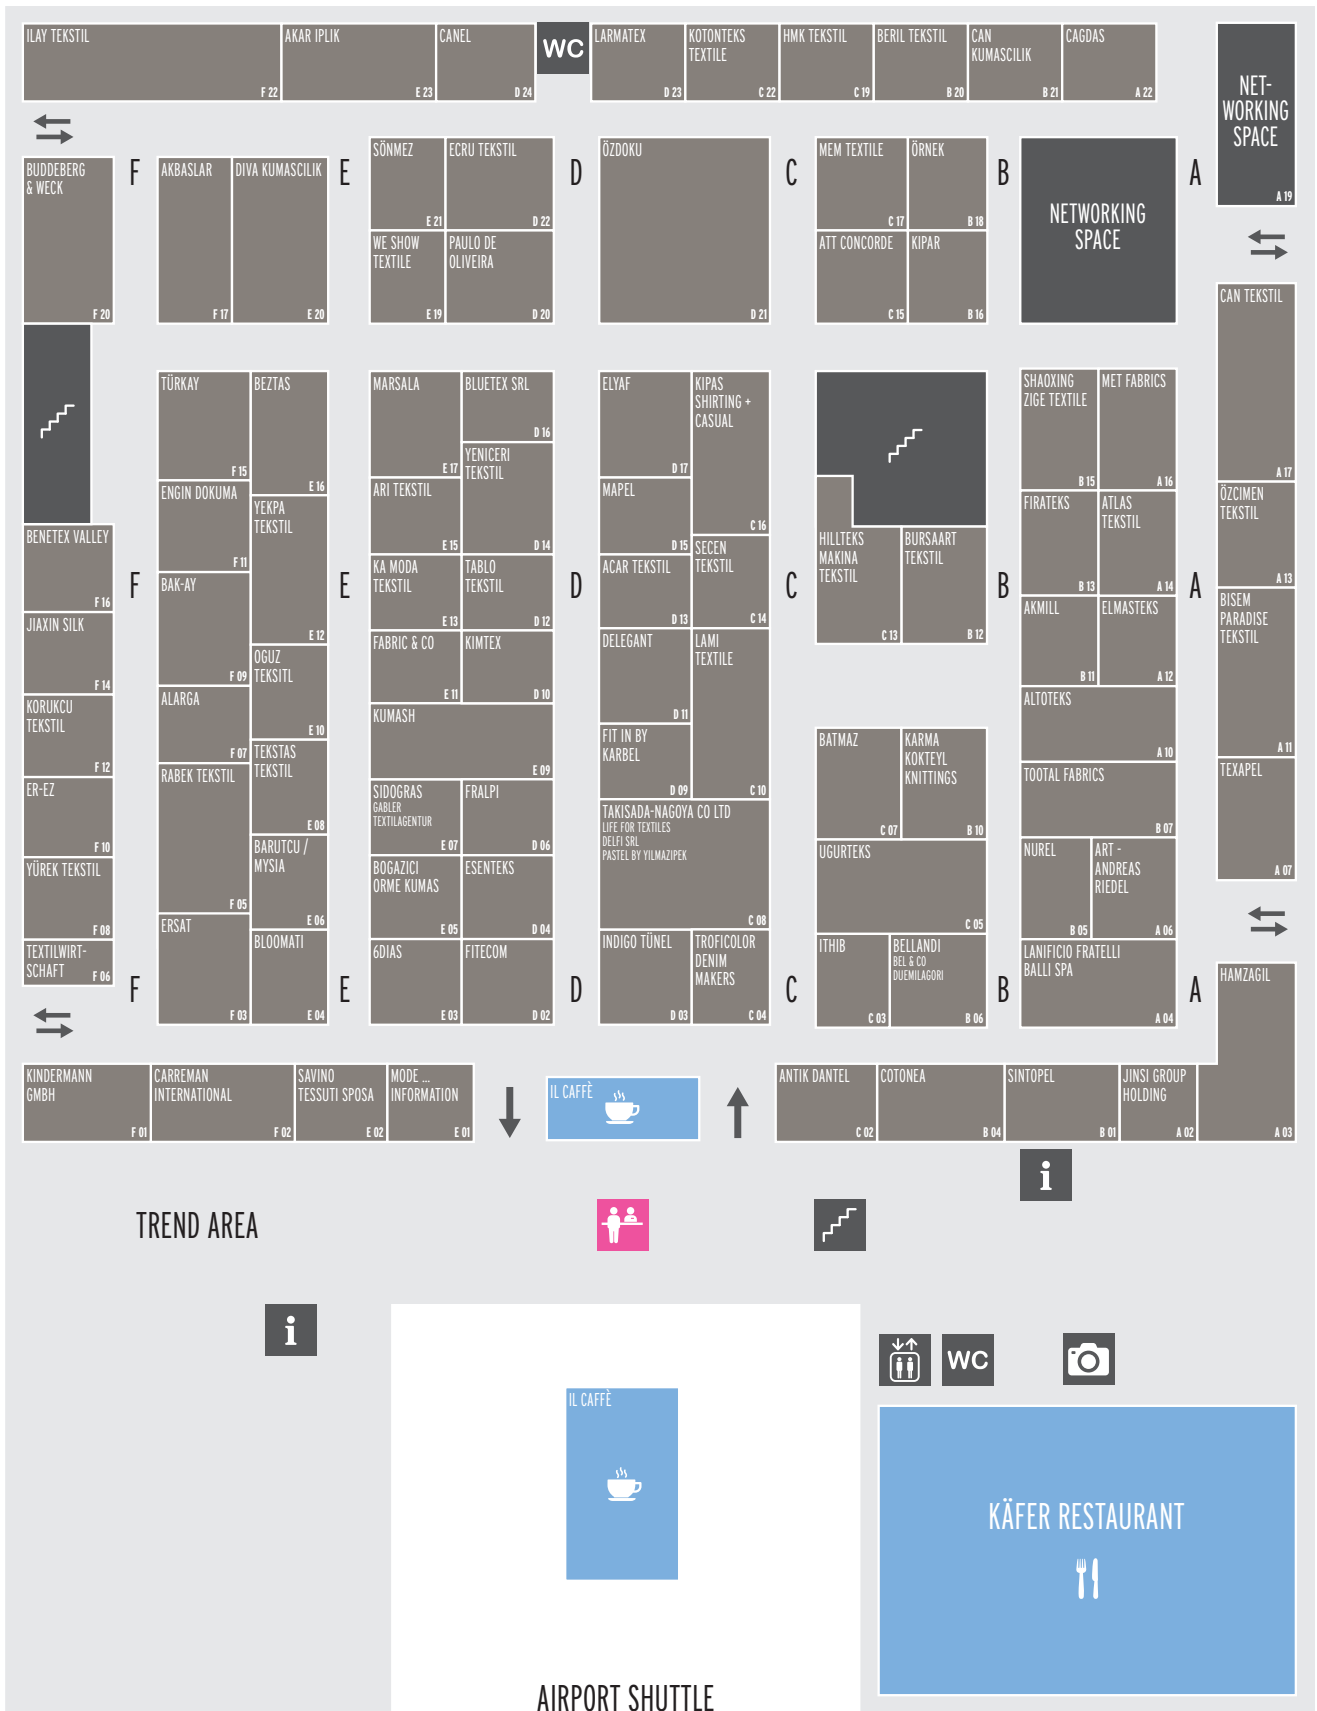 ILAY TEKSTIL
F 22
AKAR IPLIK
E 23
CANEL
D 24
WC
LARMATEX
D 23
KOTONTEKS
TEXTILE
C 22
HMK TEKSTIL
C 19
BERIL TEKSTIL
B 20
CAN
KUMASCILIK
B 21
CAGDAS
A 22
NET-
WORKING
SPACE
A 19
BUDDEBERG
& WECK
F 20
F
AKBASLAR
F 17
DIVA KUMASCILIK
E 20
E
SÖNMEZ
E 21
ECRU TEKSTIL
D 22
WE SHOW
TEXTILE
E 19
PAULO DE
OLIVEIRA
D 20
D
ÖZDOKU
D 21
C
MEM TEXTILE
C 17
ÖRNEK
B 18
ATT CONCORDE
C 15
KIPAR
B 16
B
NETWORKING
SPACE
A
CAN TEKSTIL
A 17
TÜRKAY
F 15
BEZTAS
E 16
ENGIN DOKUMA
F 11
YEKPA
TEKSTIL
E 12
BAK-AY
F 09
OGUZ
TEKSITL
E 10
ALARGA
F 07
TEKSTAS
TEKSTIL
E 08
RABEK TEKSTIL
F 05
BARUTCU /
MYSIA
E 06
ERSAT
F 03
BLOOMATI
E 04
MARSALA
E 17
BLUETEX SRL
D 16
ARI TEKSTIL
E 15
YENICERI
TEKSTIL
D 14
KA MODA
TEKSTIL
E 13
TABLO
TEKSTIL
D 12
FABRIC & CO
E 11
KIMTEX
D 10
KUMASH
E 09
SIDOGRAS
GABLER
TEXTILAGENTUR
E 07
FRALPI
D 06
BOGAZICI
ORME KUMAS
E 05
ESENTEKS
D 04
6DIAS
E 03
FITECOM
D 02
ELYAF
D 17
KIPAS
SHIRTING +
CASUAL
C 16
MAPEL
D 15
SECEN
TEKSTIL
C 14
ACAR TEKSTIL
D 13
DELEGANT
D 11
LAMI
TEXTILE
C 10
FIT IN BY
KARBEL
D 09
TAKISADA-NAGOYA CO LTD
LIFE FOR TEXTILES
DELFI SRL
PASTEL BY YILMAZIPEK
C 08
INDIGO TÜNEL
D 03
TROFICOLOR
DENIM
MAKERS
C 04
HILLTEKS
MAKINA
TEKSTIL
C 13
BURSAART
TEKSTIL
B 12
BATMAZ
C 07
KARMA
KOKTEYL
KNITTINGS
B 10
UGURTEKS
C 05
ITHIB
C 03
BELLANDI
BEL & CO
DUEMILAGORI
B 06
SHAOXING
ZIGE TEXTILE
B 15
MET FABRICS
A 16
FIRATEKS
B 13
ATLAS
TEKSTIL
A 14
AKMILL
B 11
ELMASTEKS
A 12
ALTOTEKS
A 10
TOOTAL FABRICS
B 07
NUREL
B 05
ART -
ANDREAS
RIEDEL
A 06
LANIFICIO FRATELLI
BALLI SPA
A 04
ÖZCIMEN
TEKSTIL
A 13
BISEM
PARADISE
TEKSTIL
A 11
TEXAPEL
A 07
HAMZAGIL
A 03
BENETEX VALLEY
F 16
JIAXIN SILK
F 14
KORUKCU
TEKSTIL
F 12
ER-EZ
F 10
YÜREK TEKSTIL
F 08
TEXTILWIRT-
SCHAFT
F 06
F
E
D
C
B
A
F
E
D
C
B
A
KINDERMANN
GMBH
F 01
CARREMAN
INTERNATIONAL
F 02
SAVINO
TESSUTI SPOSA
E 02
MODE ...
INFORMATION
E 01
IL CAFFÈ
ANTIK DANTEL
C 02
COTONEA
B 04
SINTOPEL
B 01
JINSI GROUP
HOLDING
A 02
i
TREND AREA
i
IL CAFFÈ
WC
KÄFER RESTAURANT
AIRPORT SHUTTLE